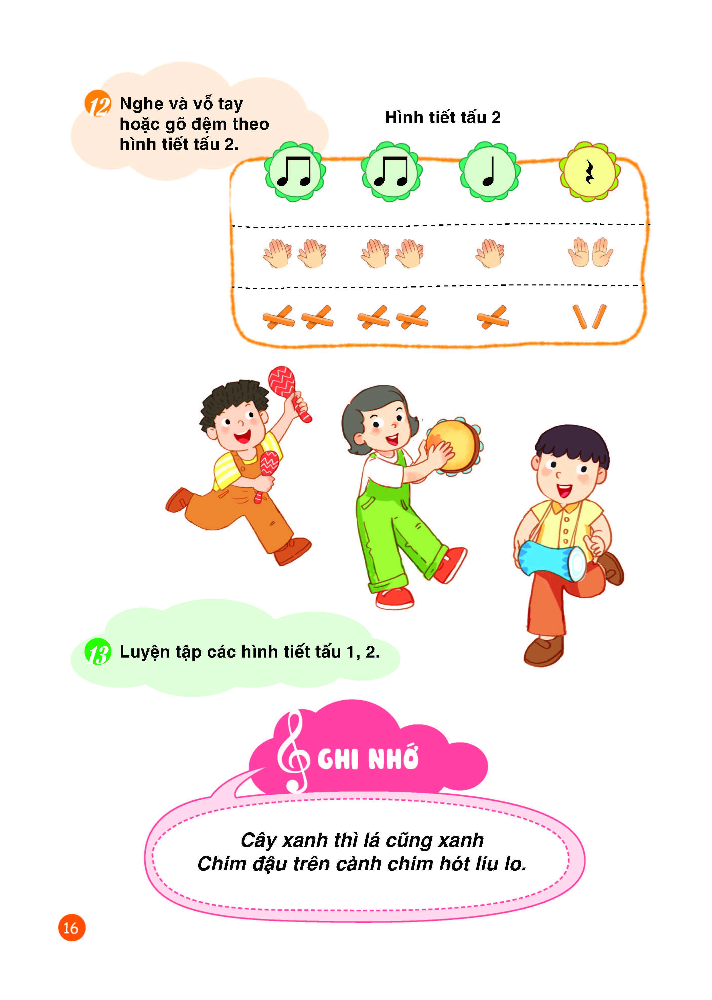 12 Nghe và vỗ tay
hoặc gõ đệm theo
hình tiết tấu 2.
Hình tiết tấu 2
13 Luyện tập các hình tiết tấu 1, 2.
GHI NHỚ
Cây xanh thì lá cũng xanh
Chim đậu trên cành chim hót líu lo.
16